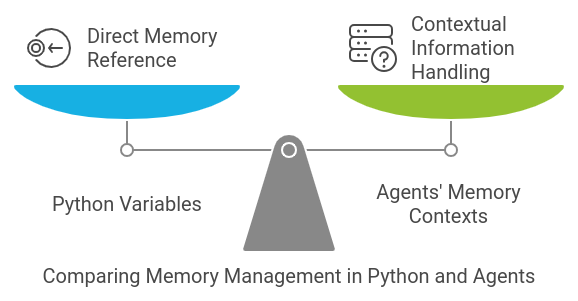 Direct Memory
Reference
Contextual
Information
Handling
Python Variables
Agents' Memory
Contexts
Comparing Memory Management in Python and Agents